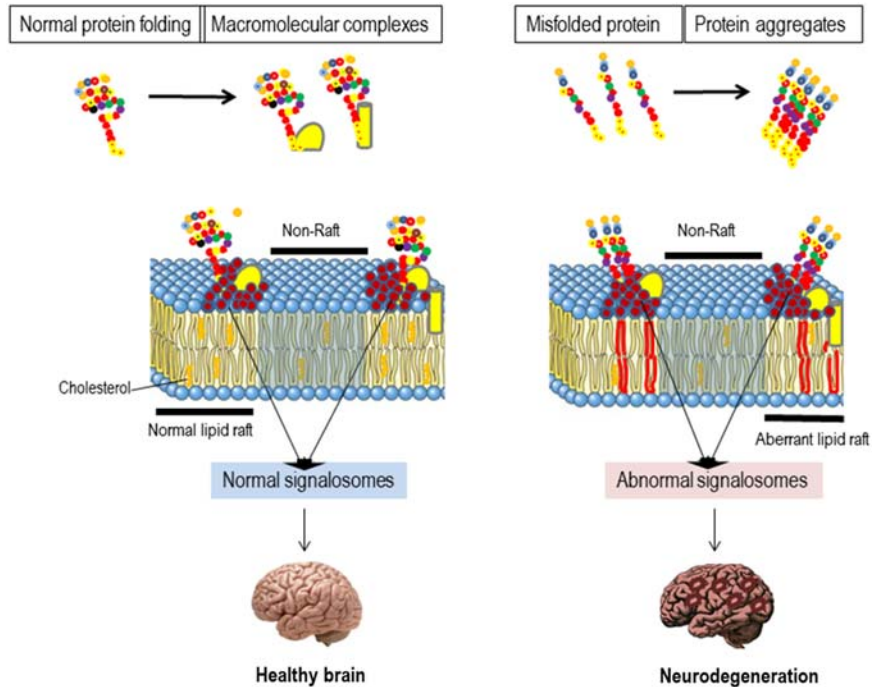 Normal protein folding
Macromolecular complexes
Misfolded protein
Protein aggregates
Non-Raft
Non-Raft
Cholesterol
Normal lipid raft
Aberrant lipid raft
Normal signalosomes
Abnormal signalosomes
Healthy brain
Neurodegeneration